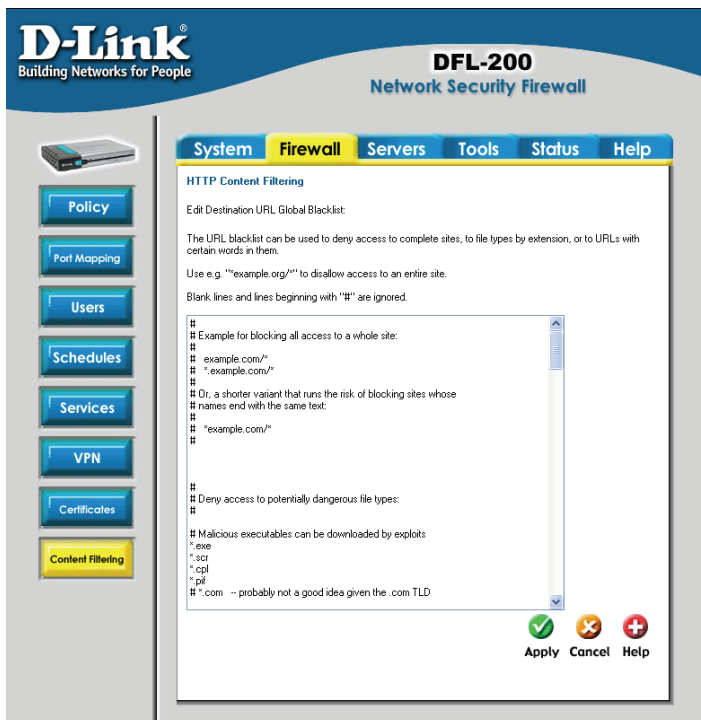 D-Link®
Building Networks for People
DFL-200
Network Security Firewall
System Firewall Servers Tools Status Help
Policy
Port Mapping
Users
Schedules
Services
VPN
Certificates
Content Filtering
HTTP Content Filtering
Edit Destination URL Global Blacklist:
The URL blacklist can be used to deny access to complete sites, to file types by extension, or to URLs with
certain words in them.
Use e.g. "*example.org/*" to disallow access to an entire site.
Blank lines and lines beginning with "#" are ignored.
#
# Example for blocking all access to a whole site:
#
# example.com/*
# *.example.com/*
#
# Or, a shorter variant that runs the risk of blocking sites whose
# names end with the same text:
#
# *example.com/*
#
#
# Deny access to potentially dangerous file types:
#
# Malicious executables can be downloaded by exploits
*.exe
*.scr
*.cpl
*.pif
# *.com -- probably not a good idea given the .com TLD
Apply Cancel Help